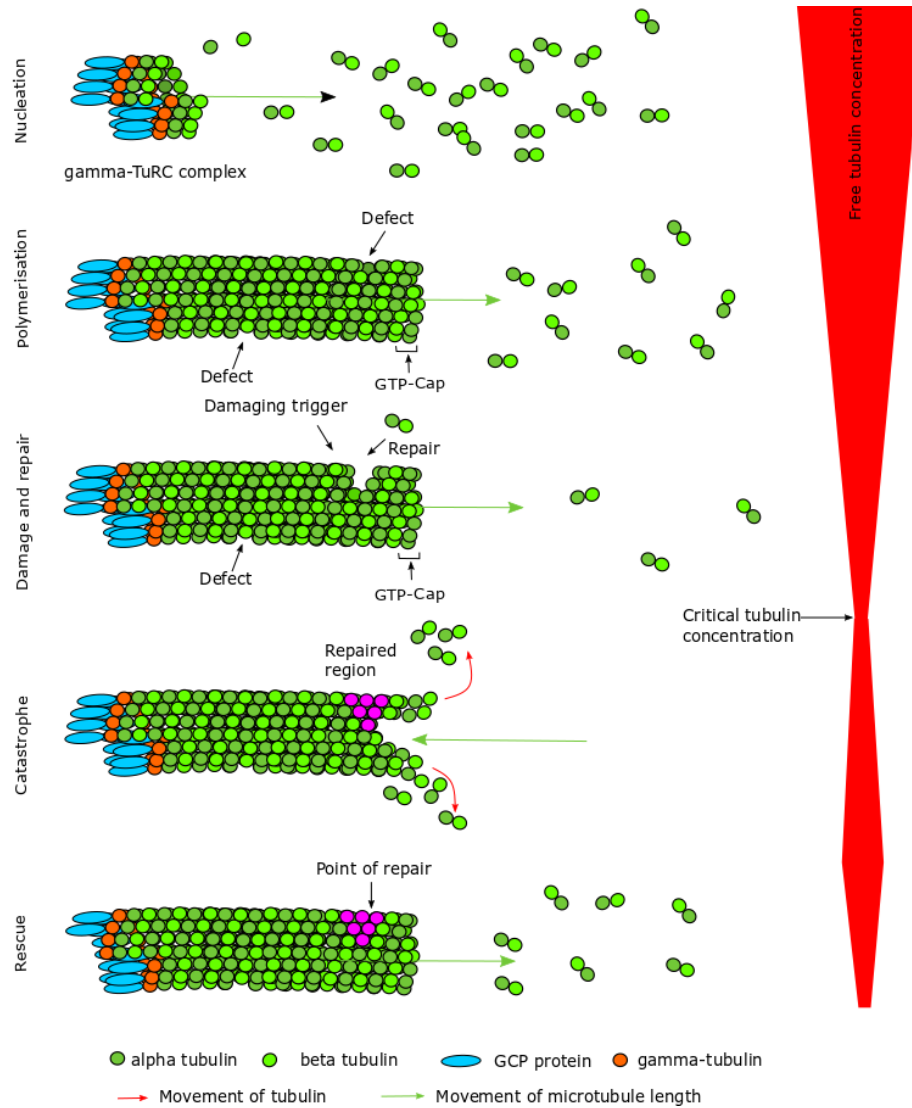 Nucleation
gamma-TuRC complex
Free tubulin concentration
Polymerisation
Defect
Defect
GTP-Cap
Damage and repair
Damaging trigger
Repair
Defect
GTP-Cap
Critical tubulin
concentration
Catastrophe
Repaired
region
Rescue
Point of repair
alpha tubulin
beta tubulin
GCP protein
gamma-tubulin
Movement of tubulin
Movement of microtubule length